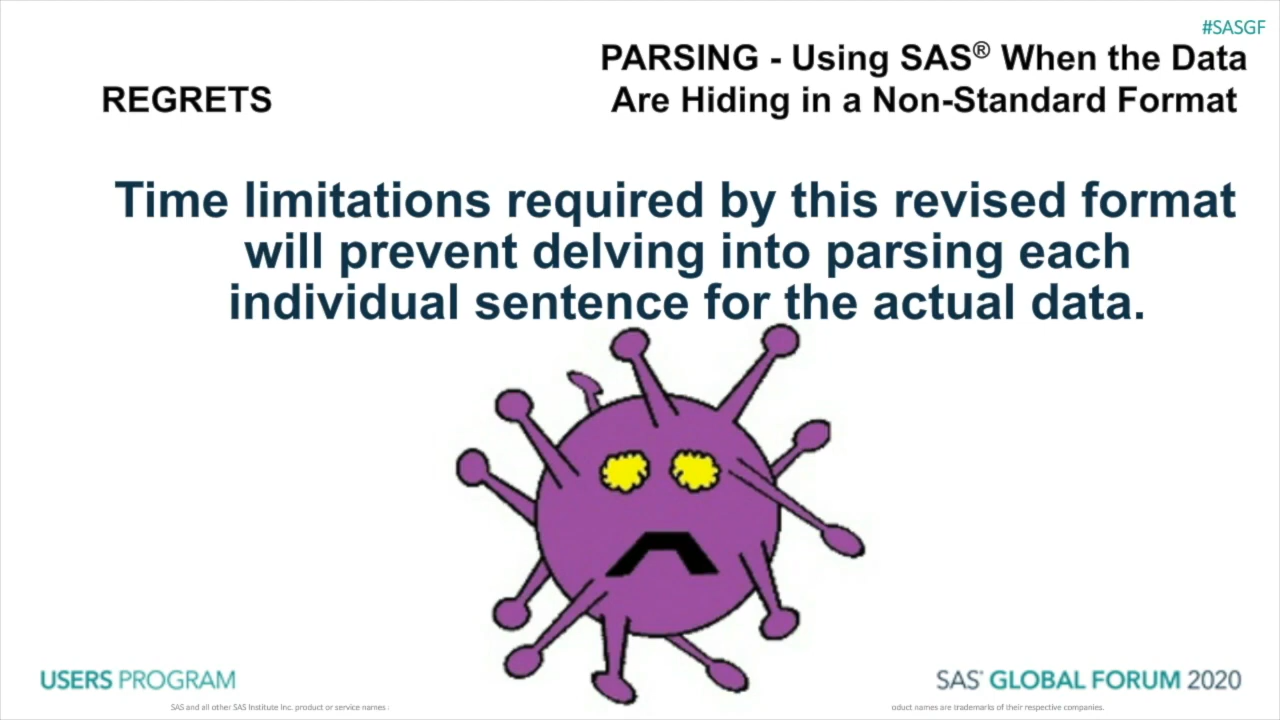 #SASGF
PARSING - Using SAS® When the Data
Are Hiding in a Non-Standard Format
REGRETS
Time limitations required by this revised format
will prevent delving into parsing each
individual sentence for the actual data.
USERS PROGRAM
SAS® GLOBAL FORUM 2020
SAS and all other SAS Institute Inc. product or service names
oduct names are trademarks of their respective companies.